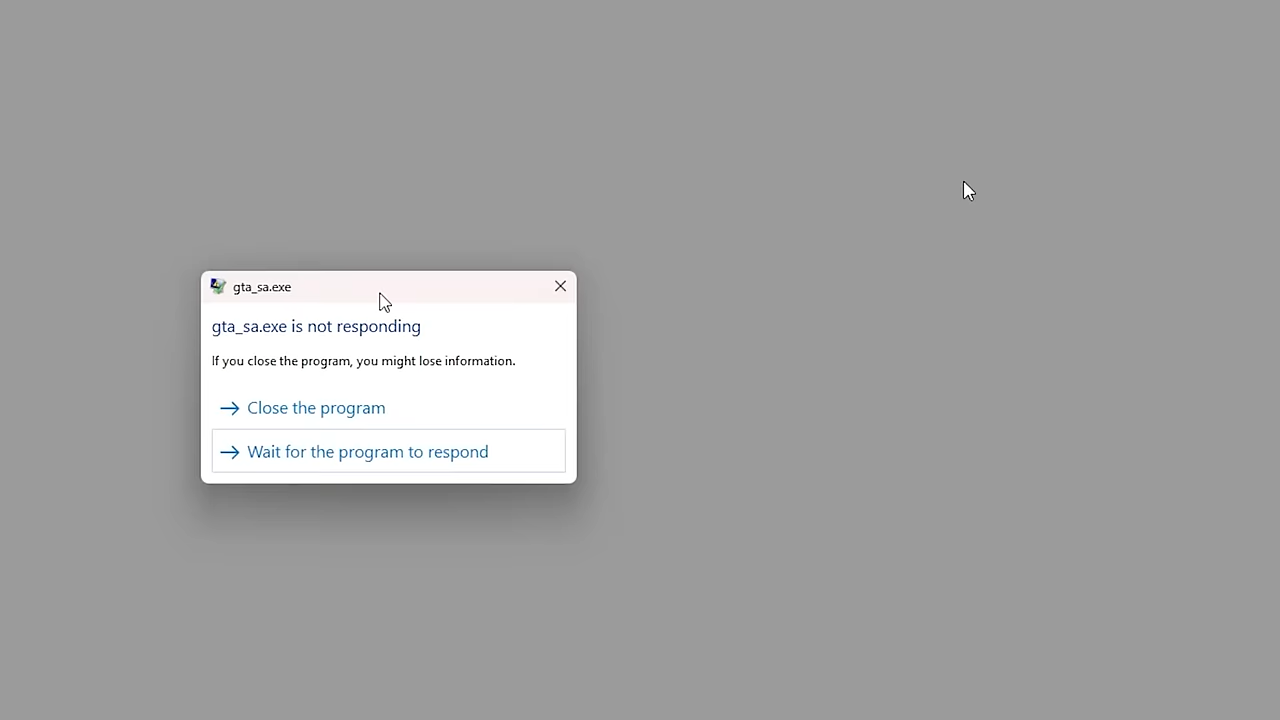 gta_sa.exe
gta_sa.exe is not responding
If you close the program, you might lose information.
Close the program
Wait for the program to respond